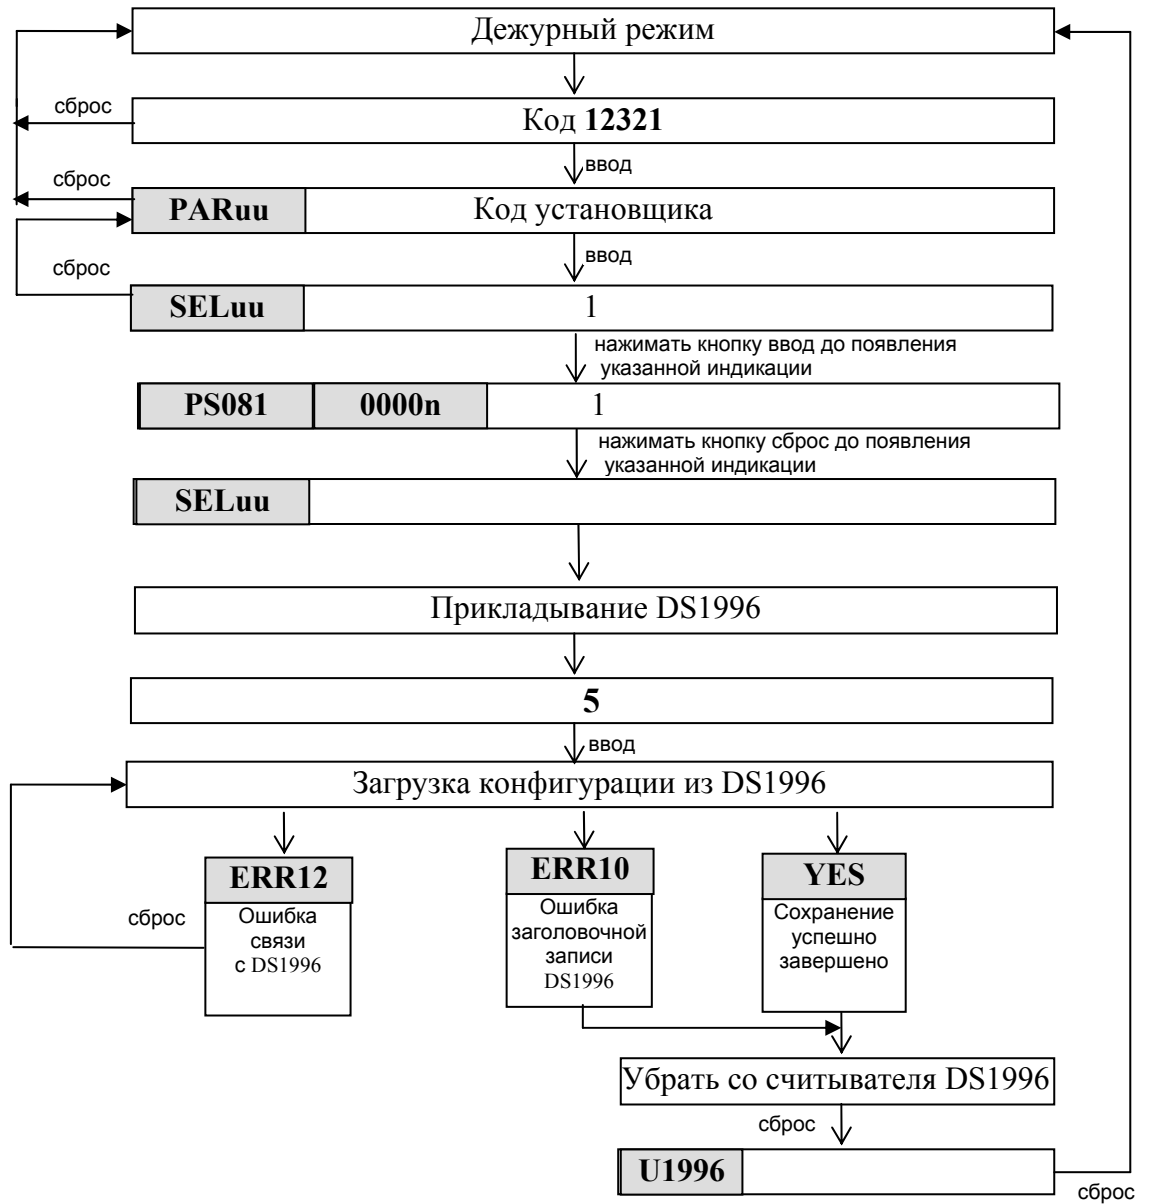 Дежурный режим
сброс
Код 12321
ввод
сброс
PARuu Код установщика
ввод
сброс
SELuu 1
нажимать кнопку ввод до появления
указанной индикации
PS081 0000n 1
нажимать кнопку сброс до появления
указанной индикации
SELuu
Прикладывание DS1996
5
ввод
Загрузка конфигурации из DS1996
сброс
ERR12
Ошибка
связи
с DS1996
ERR10
Ошибка
заголовочной
записи
DS1996
YES
Сохранение
успешно
завершено
Убрать со считывателя DS1996
сброс
U1996
сброс